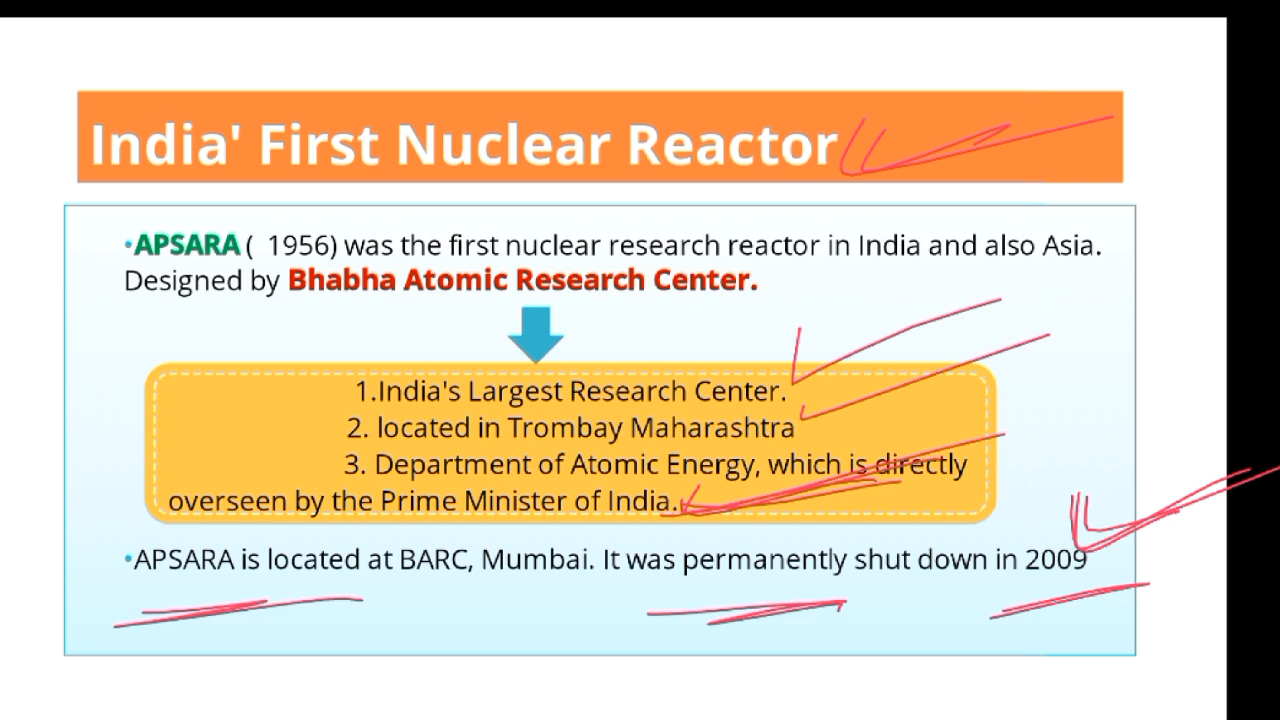 India' First Nuclear Reactor
•APSARA ( 1956) was the first nuclear research reactor in India and also Asia.
Designed by Bhabha Atomic Research Center.
1.India's Largest Research Center.
2. located in Trombay Maharashtra
3. Department of Atomic Energy, which is directly
overseen by the Prime Minister of India.
•APSARA is located at BARC, Mumbai. It was permanently shut down in 2009